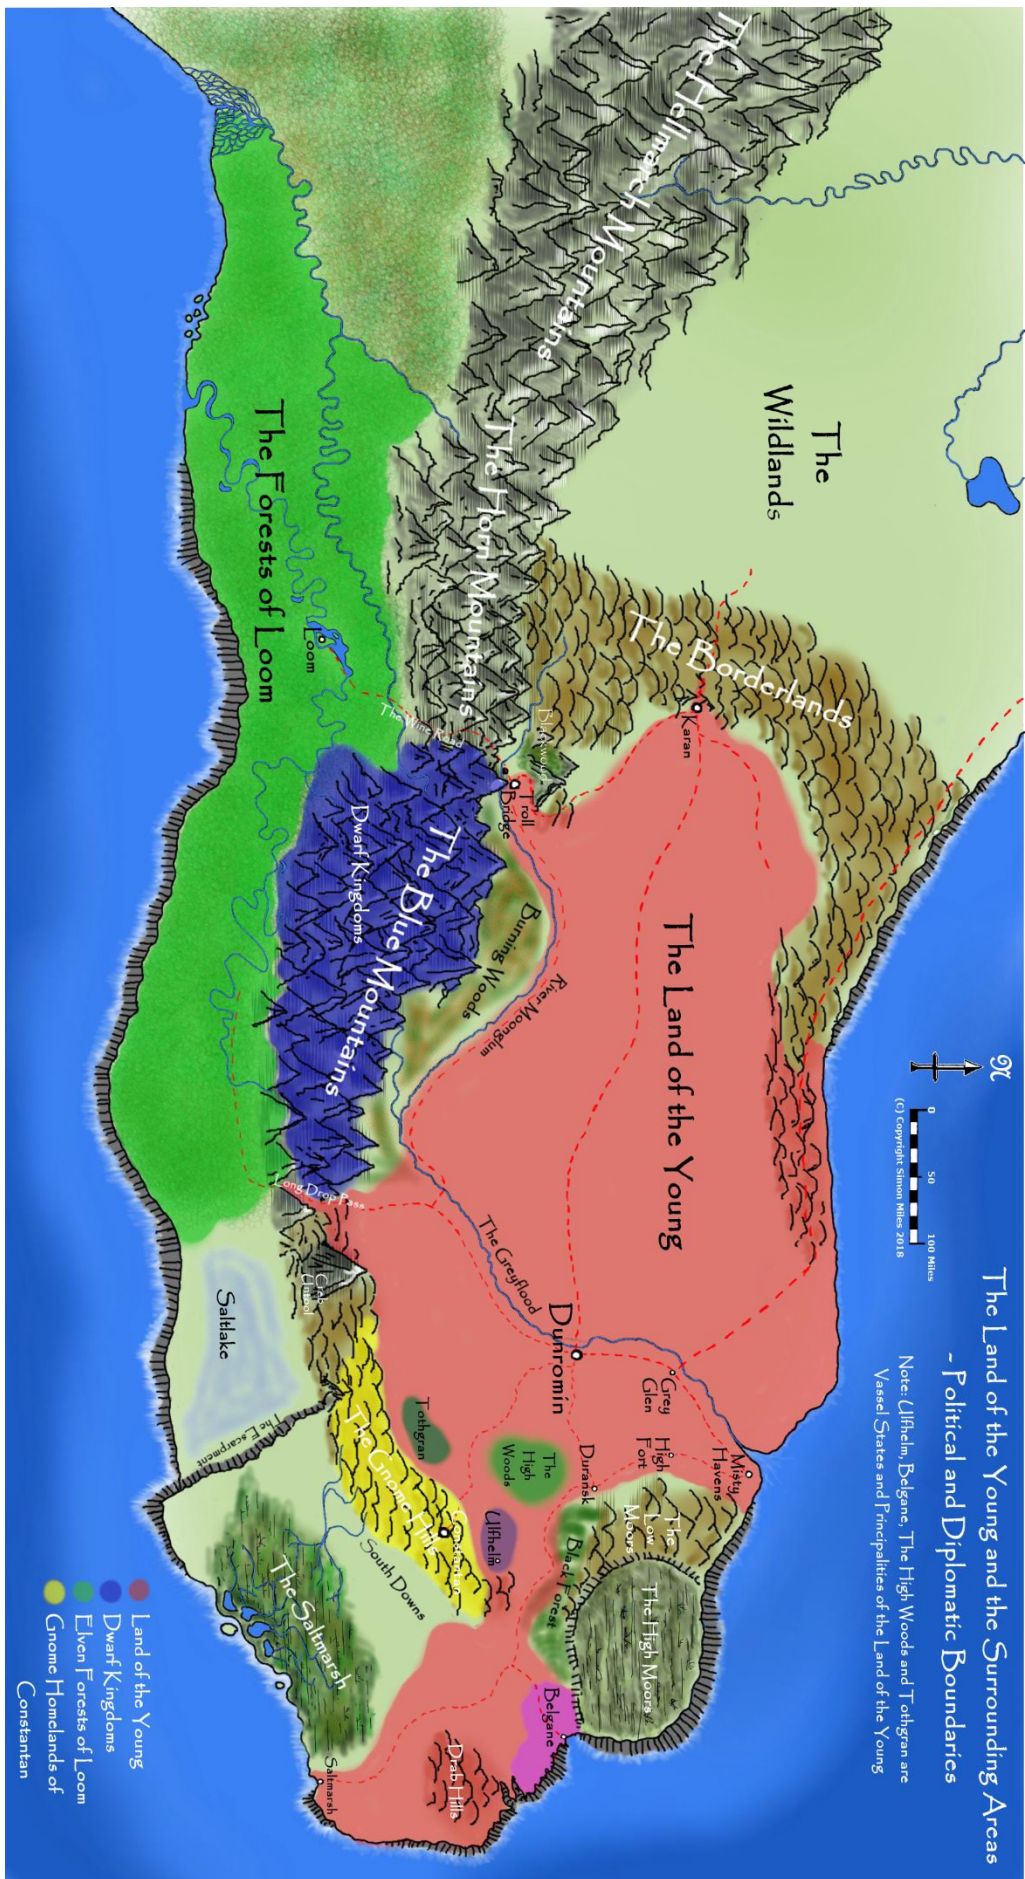 The Land of the Young and the Surrounding Areas
~ Political and Diplomatic Boundaries
Note: Ulfhelm, Belgane, The High Woods and Tothgran are
Vassel States and Principalities of the Land of the Young
N
0
50
100 Miles
(C) Copyright Simon Miles 2018
The Hellmarch Mountains
The
Wildlands
The Borderlands
Karan
The Horn Mountains
Blackwoods
Troll
Bridge
The Wine Road
The Forests of Loom
Loom
The Blue Mountains
Dwarf Kingdoms
Burning Woods
River Moonglum
The Land of the Young
The Greyflood
Long Drop Pass
Dunromin
Grey
Glen
Misty
Havens
High
Fort
The
Low
Moors
The High Moors
Duransk
The
High
Woods
Black Forest
Tothgran
Ulfhelm
Belgane
The Gnome Hills
Constantan
South Downs
Saltlake
The Escarpment
The Saltmarsh
Saltmarsh
Drab Hills
Land of the Young
Dwarf Kingdoms
Elven Forests of Loom
Gnome Homelands of
Constantan